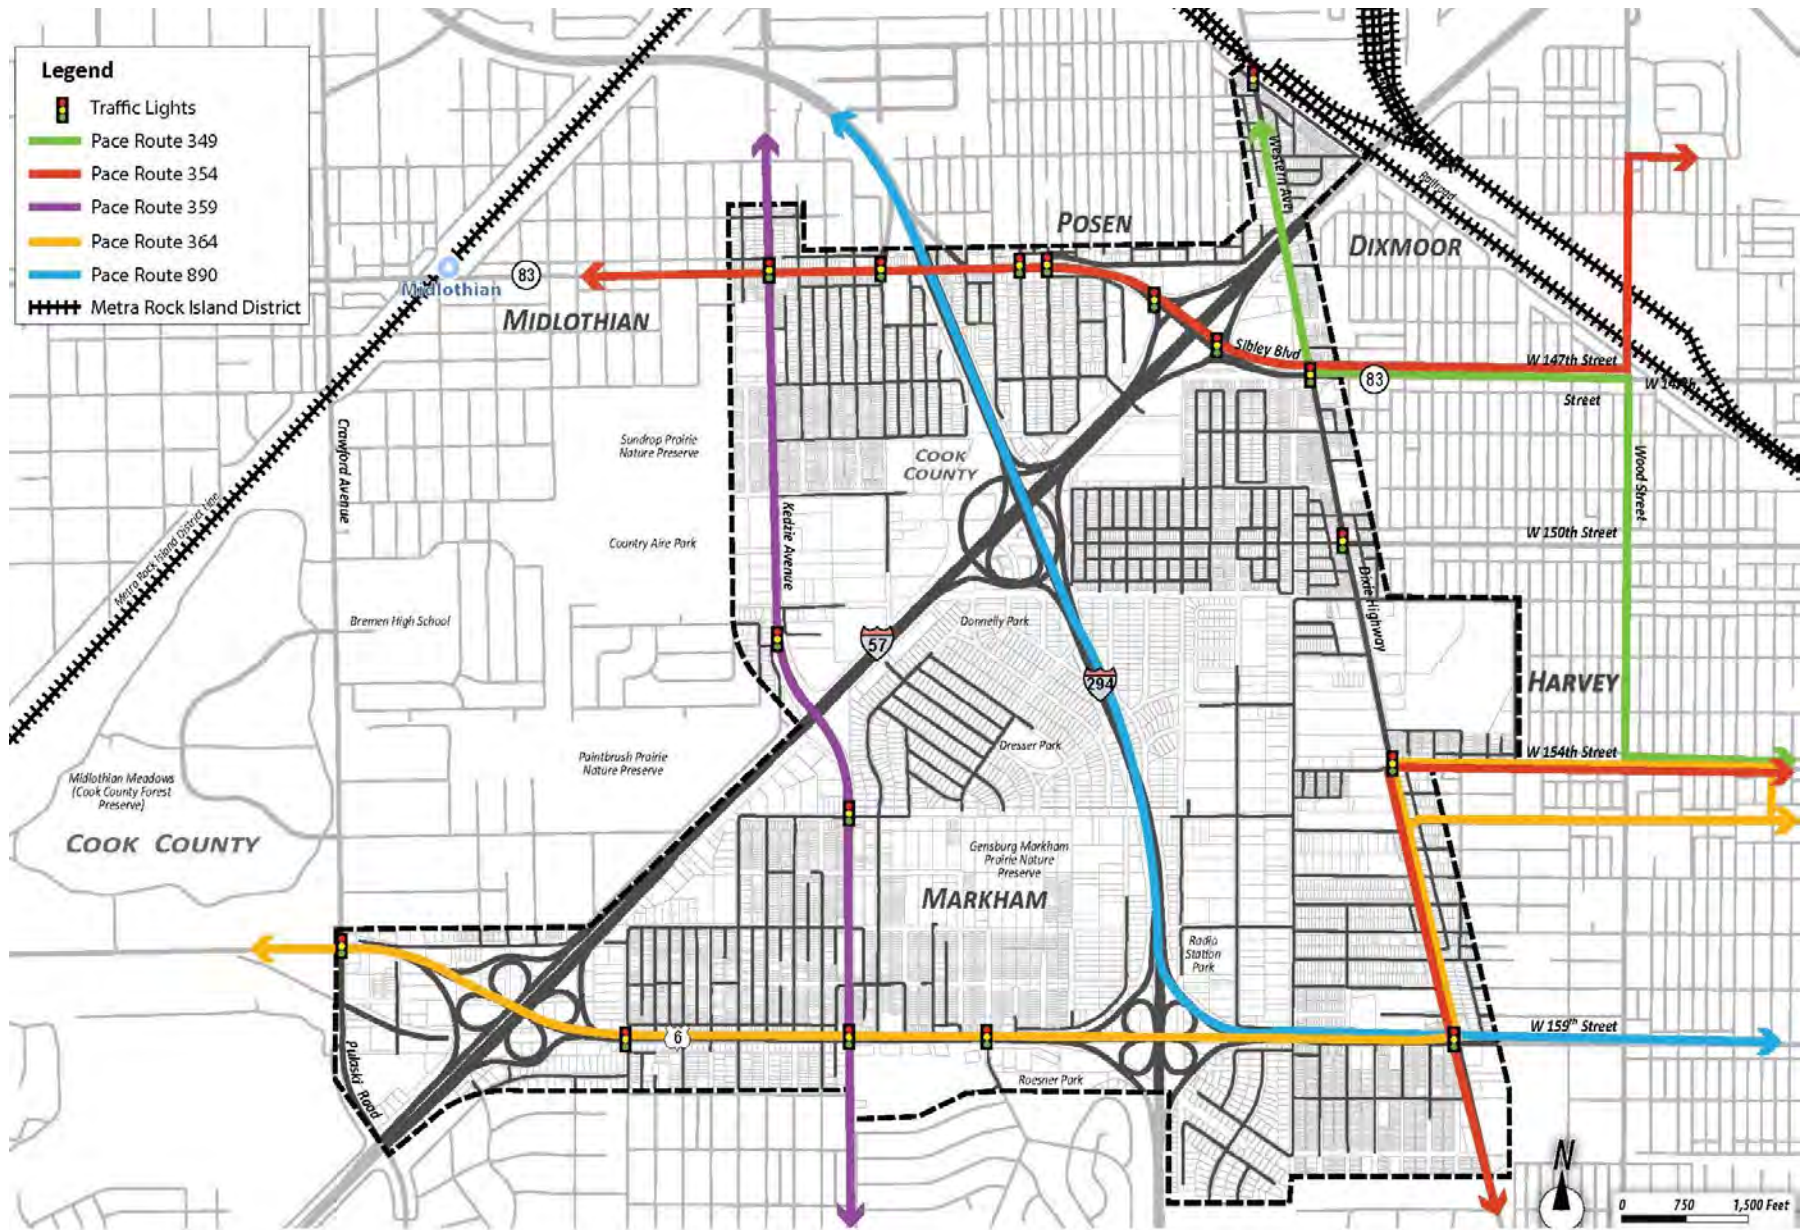 Legend
Traffic Lights
Pace Route 349
Pace Route 354
Pace Route 359
Pace Route 364
Pace Route 890
Metra Rock Island District
POSEN
DIXMOOR
Western Ave
Railroad
83
Midlothian
MIDLOTHIAN
Sibley Blvd
W 147th Street
83
W 147th
Street
Crawford Avenue
Sundrop Prairie
Nature Preserve
COOK
COUNTY
Wood Street
Metra Rock Island District Line
Kedzie Avenue
Country Aire Park
W 150th Street
Dixie Highway
Bremen High School
57
Donnelly Park
294
HARVEY
Dresser Park
Paintbrush Prairie
Nature Preserve
W 154th Street
Midlothian Meadows
(Cook County Forest
Preserve)
COOK COUNTY
Gensburg Markham
Prairie Nature
Preserve
MARKHAM
Radio
Station
Park
6
W 159th Street
Pulaski Road
Roesner Park
N
0 750 1,500 Feet